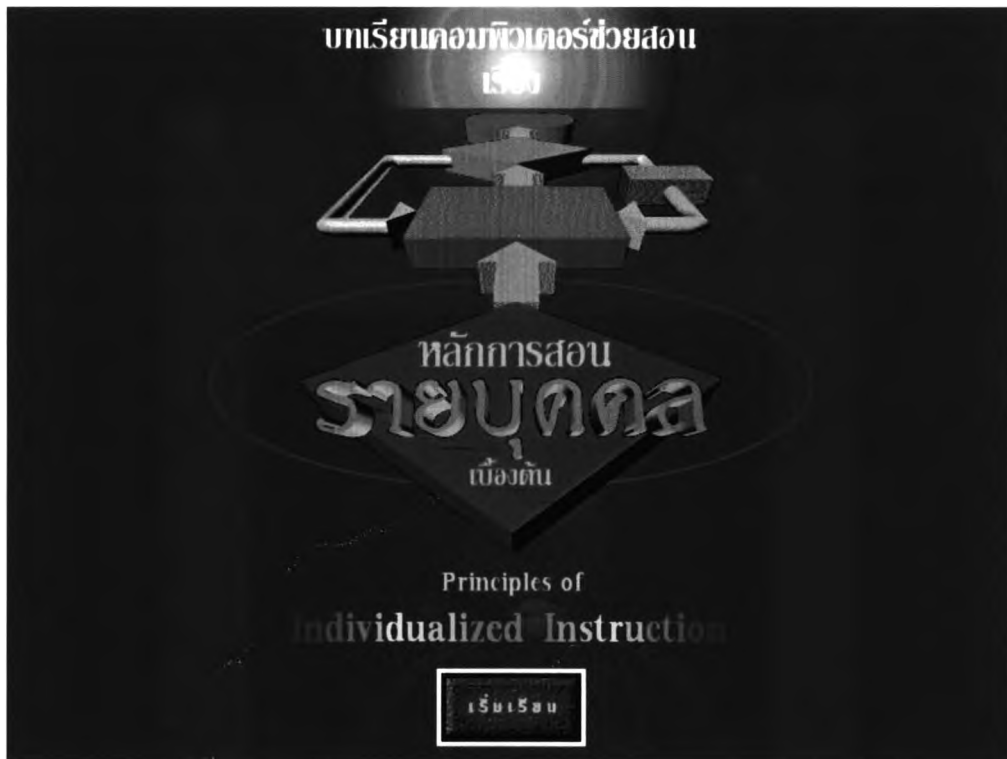 บทเรียนคอมพิวเตอร์ช่วยสอน
เรื่อง
หลักการสอน
รายบุคคล
เบื้องต้น
Principles of
Individualized Instruction
เริ่มเรียน